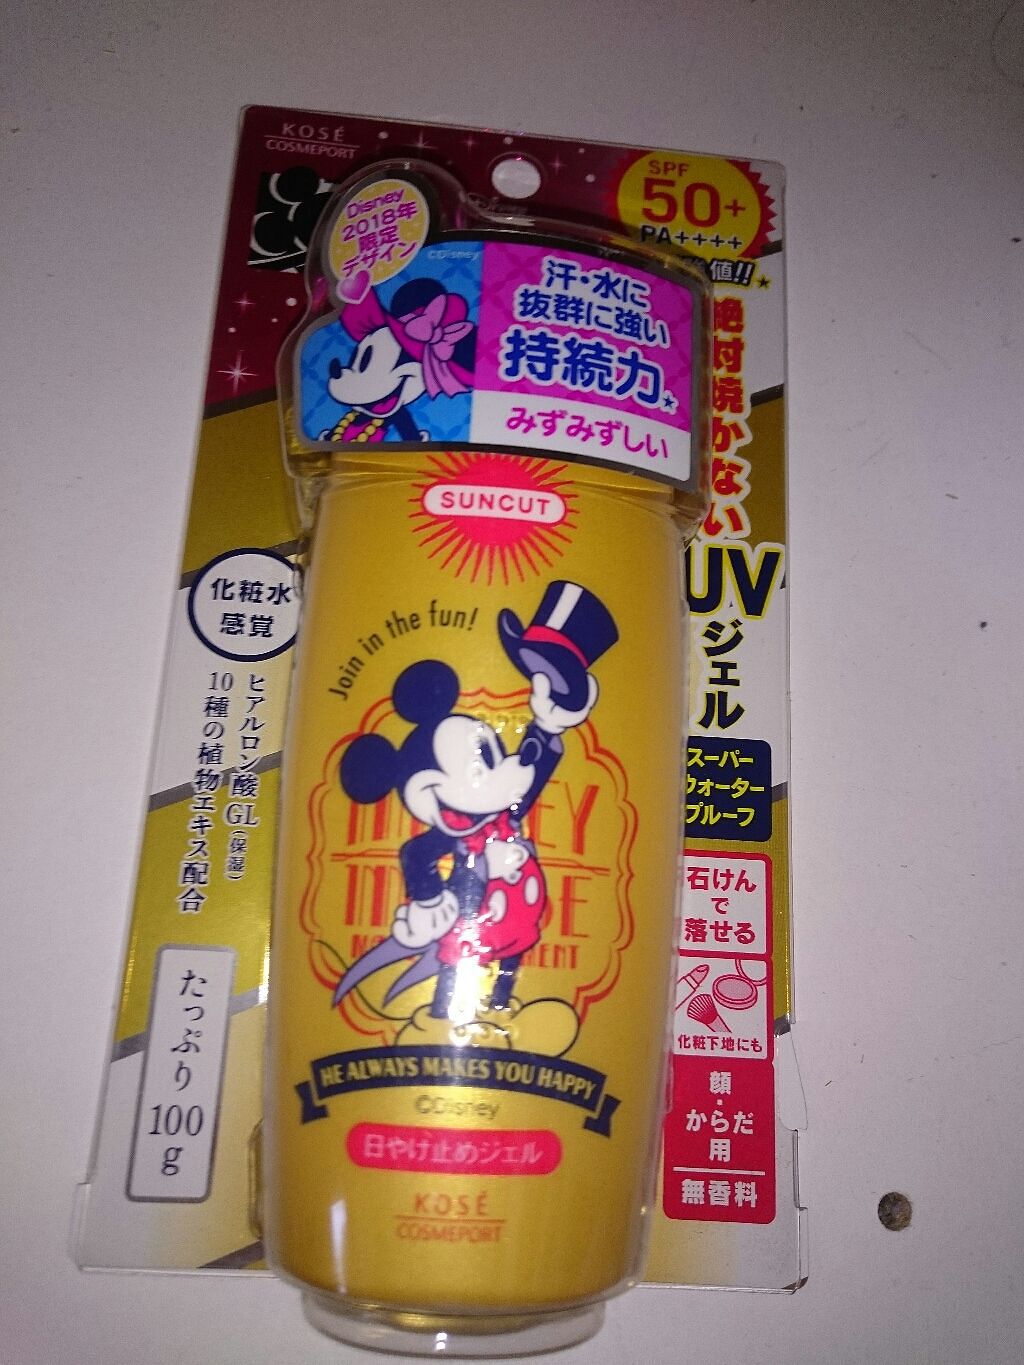 KOSÉ
COSMEPORT
Disney
2018年
限定
デザイン
©Disney
SPF
50+
PA++++
値!!
汗・水に
抜群に強い
持続力
みずみずしい
絶対焼かない
UV
ジェル
スーパー
ウォーター
プルーフ
石けん
で
落せる
化粧下地にも
顔・からだ用
無香料
化粧水
感覚
ヒアルロン酸GL(保湿)
10種の植物エキス配合
たっぷり
100
g
SUNCUT
Join in the fun!
HE ALWAYS MAKES YOU HAPPY
©Disney
日やけ止めジェル
KOSÉ
COSMEPORT